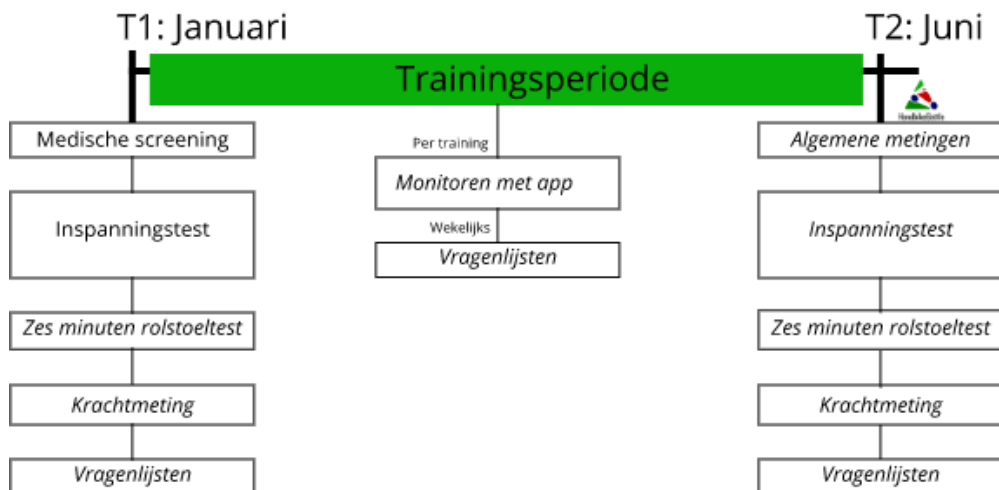 T1: Januari
T2: Juni
Trainingsperiode
Medische screening
Inspanningstest
Zes minuten rolstoeltest
Krachtmeting
Vragenlijsten
Per training
Monitoren met app
Wekelijks
Vragenlijsten
Algemene metingen
Inspanningstest
Zes minuten rolstoeltest
Krachtmeting
Vragenlijsten